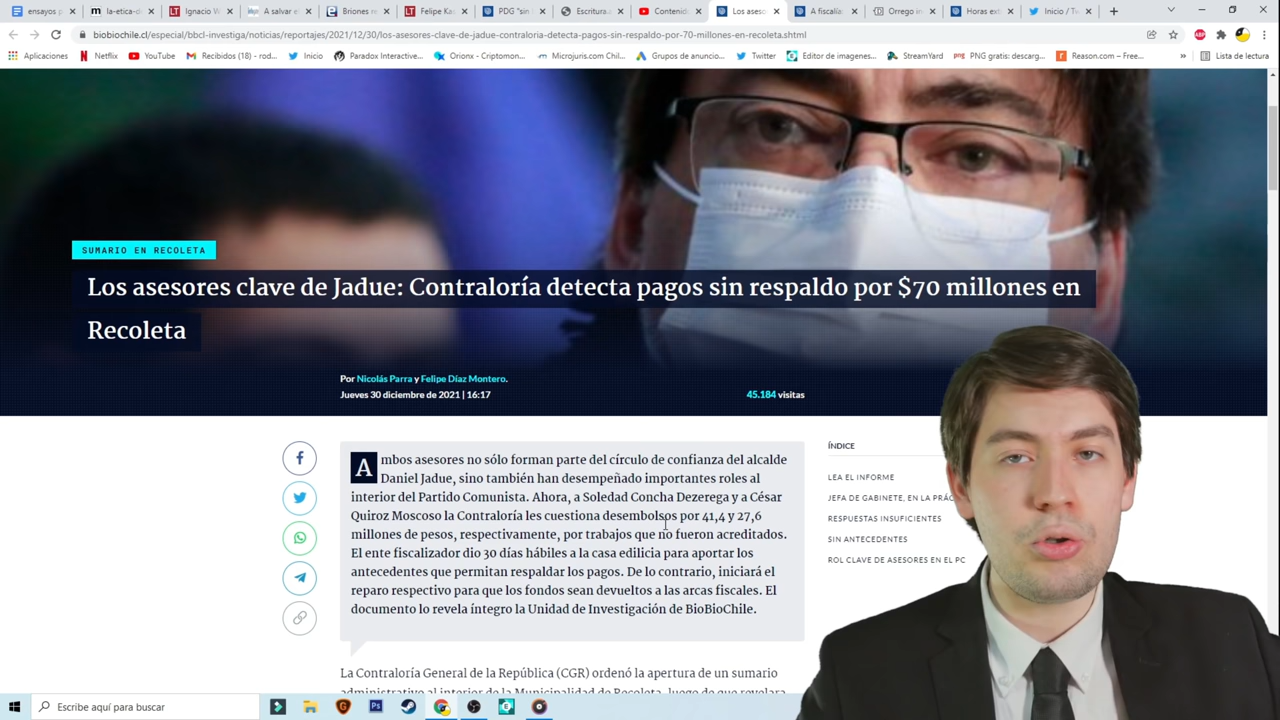 ensayos p
la-etica-d
Ignacio W
A salvar e
Briones m
Felipe Ka
PDG "sin
Escritura.
Contenid
Los aseso
A fiscalía
Orrego in
Horas ext
Inicio / Tw
biobiochile.cl/especial/bbcl-investiga/noticias/reportajes/2021/12/30/los-asesores-clave-de-jadue-contraloria-detecta-pagos-sin-respaldo-por-70-millones-en-recoleta.shtml
Aplicaciones
Netflix
YouTube
Recibidos (18) - rod...
Inicio
Paradox Interactive...
Orionx - Criptomon...
Microjuris.com Chil...
Grupos de anuncio...
Twitter
Editor de imagenes...
StreamYard
PNG gratis: descarg...
Reason.com – Free...
»
Lista de lectura
SUMARIO EN RECOLETA
Los asesores clave de Jadue: Contraloría detecta pagos sin respaldo por $70 millones en
Recoleta
Por Nicolás Parra y Felipe Díaz Montero.
Jueves 30 diciembre de 2021 | 16:17
45.184 visitas
Ambos asesores no sólo forman parte del círculo de confianza del alcalde
Daniel Jadue, sino también han desempeñado importantes roles al
interior del Partido Comunista. Ahora, a Soledad Concha Dezerega y a César
Quiroz Moscoso la Contraloría les cuestiona desembolsos por 41,4 y 27,6
millones de pesos, respectivamente, por trabajos que no fueron acreditados.
El ente fiscalizador dio 30 días hábiles a la casa edilicia para aportar los
antecedentes que permitan respaldar los pagos. De lo contrario, iniciará el
reparo respectivo para que los fondos sean devueltos a las arcas fiscales. El
documento lo revela íntegro la Unidad de Investigación de BioBioChile.
ÍNDICE
LEA EL INFORME
JEFA DE GABINETE, EN LA PRÁC
RESPUESTAS INSUFICIENTES
SIN ANTECEDENTES
ROL CLAVE DE ASESORES EN EL PC
La Contraloría General de la República (CGR) ordenó la apertura de un sumario
administrativo al interior de la Municipalidad de Recoleta, luego de que revelara
Escribe aquí para buscar